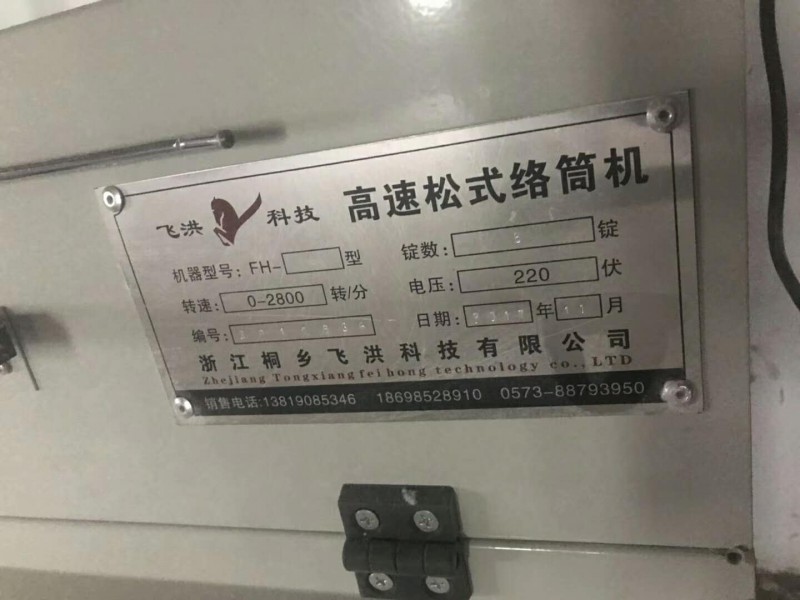 飞洪 科技 高速松式络筒机
机器型号: FH- 型
锭数: 锭
转速: 0-2800 转/分
电压: 220 伏
编号:
日期: 年 11 月
浙江桐乡飞洪科技有限公司
Zhejiang Tongxiang fei hong technology co.,LTD
销售电话:13819085346 18698528910 0573-88793950